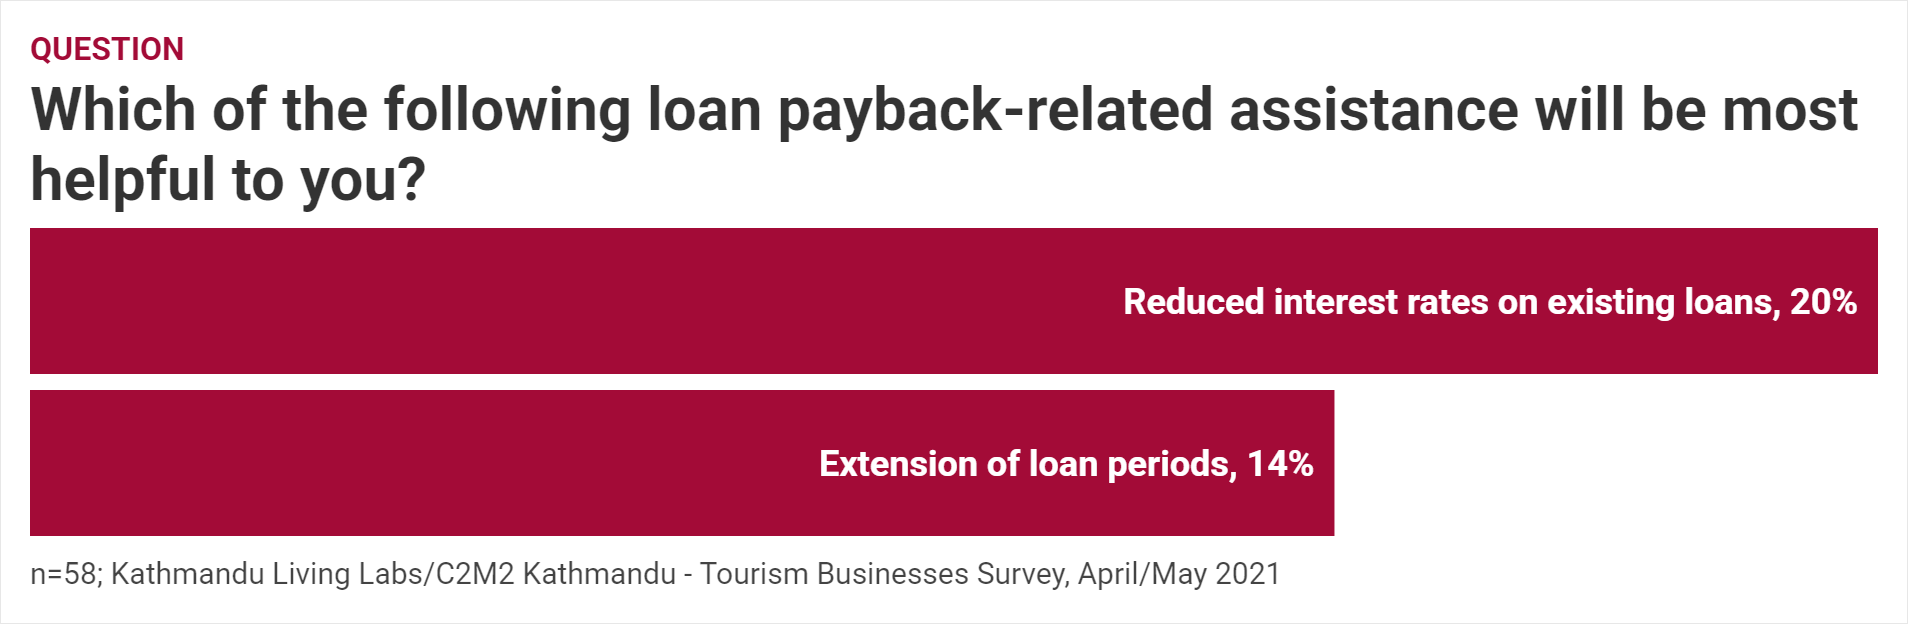 QUESTION
Which of the following loan payback-related assistance will be most
helpful to you?
Reduced interest rates on existing loans, 20%
Extension of loan periods, 14%
n=58; Kathmandu Living Labs/C2M2 Kathmandu - Tourism Businesses Survey, April/May 2021